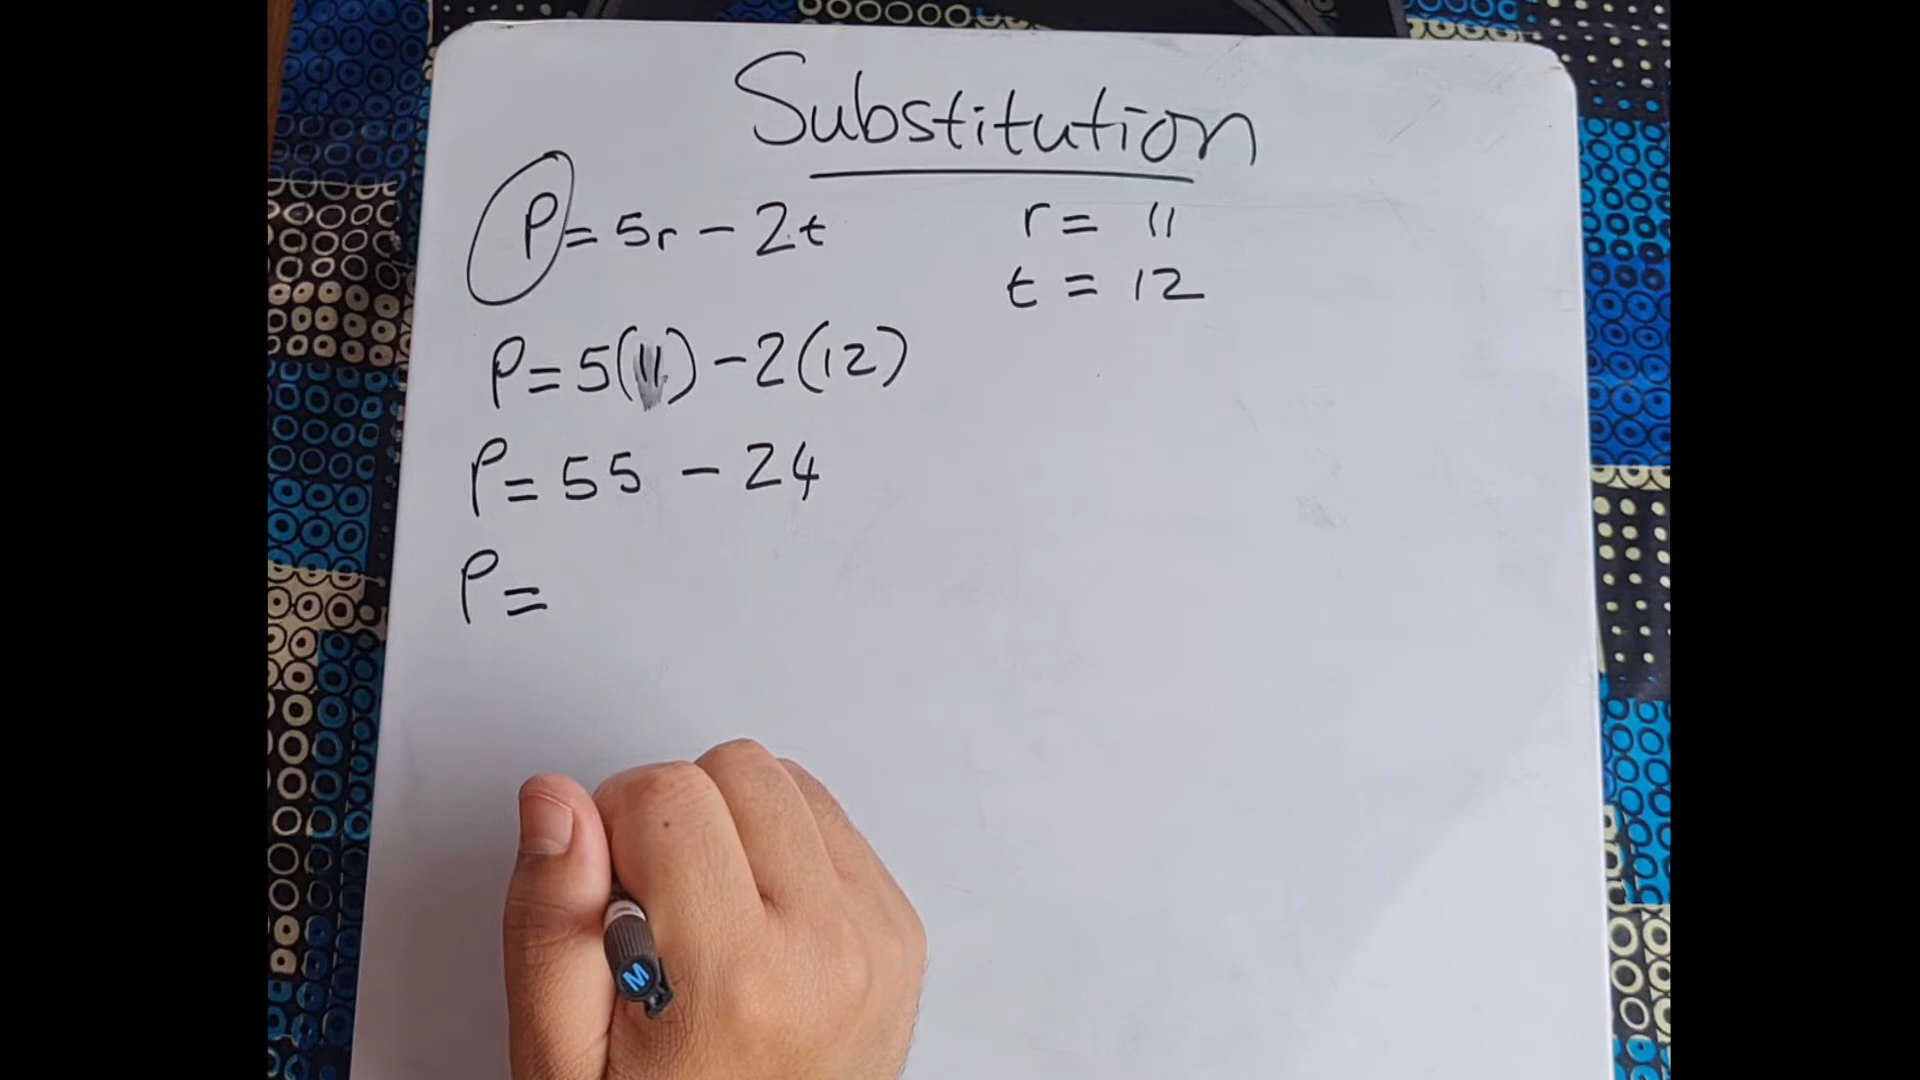 Substitution
P = 5r - 2t
r = 11
t = 12
P = 5(11) - 2(12)
P = 55 - 24
P =
M